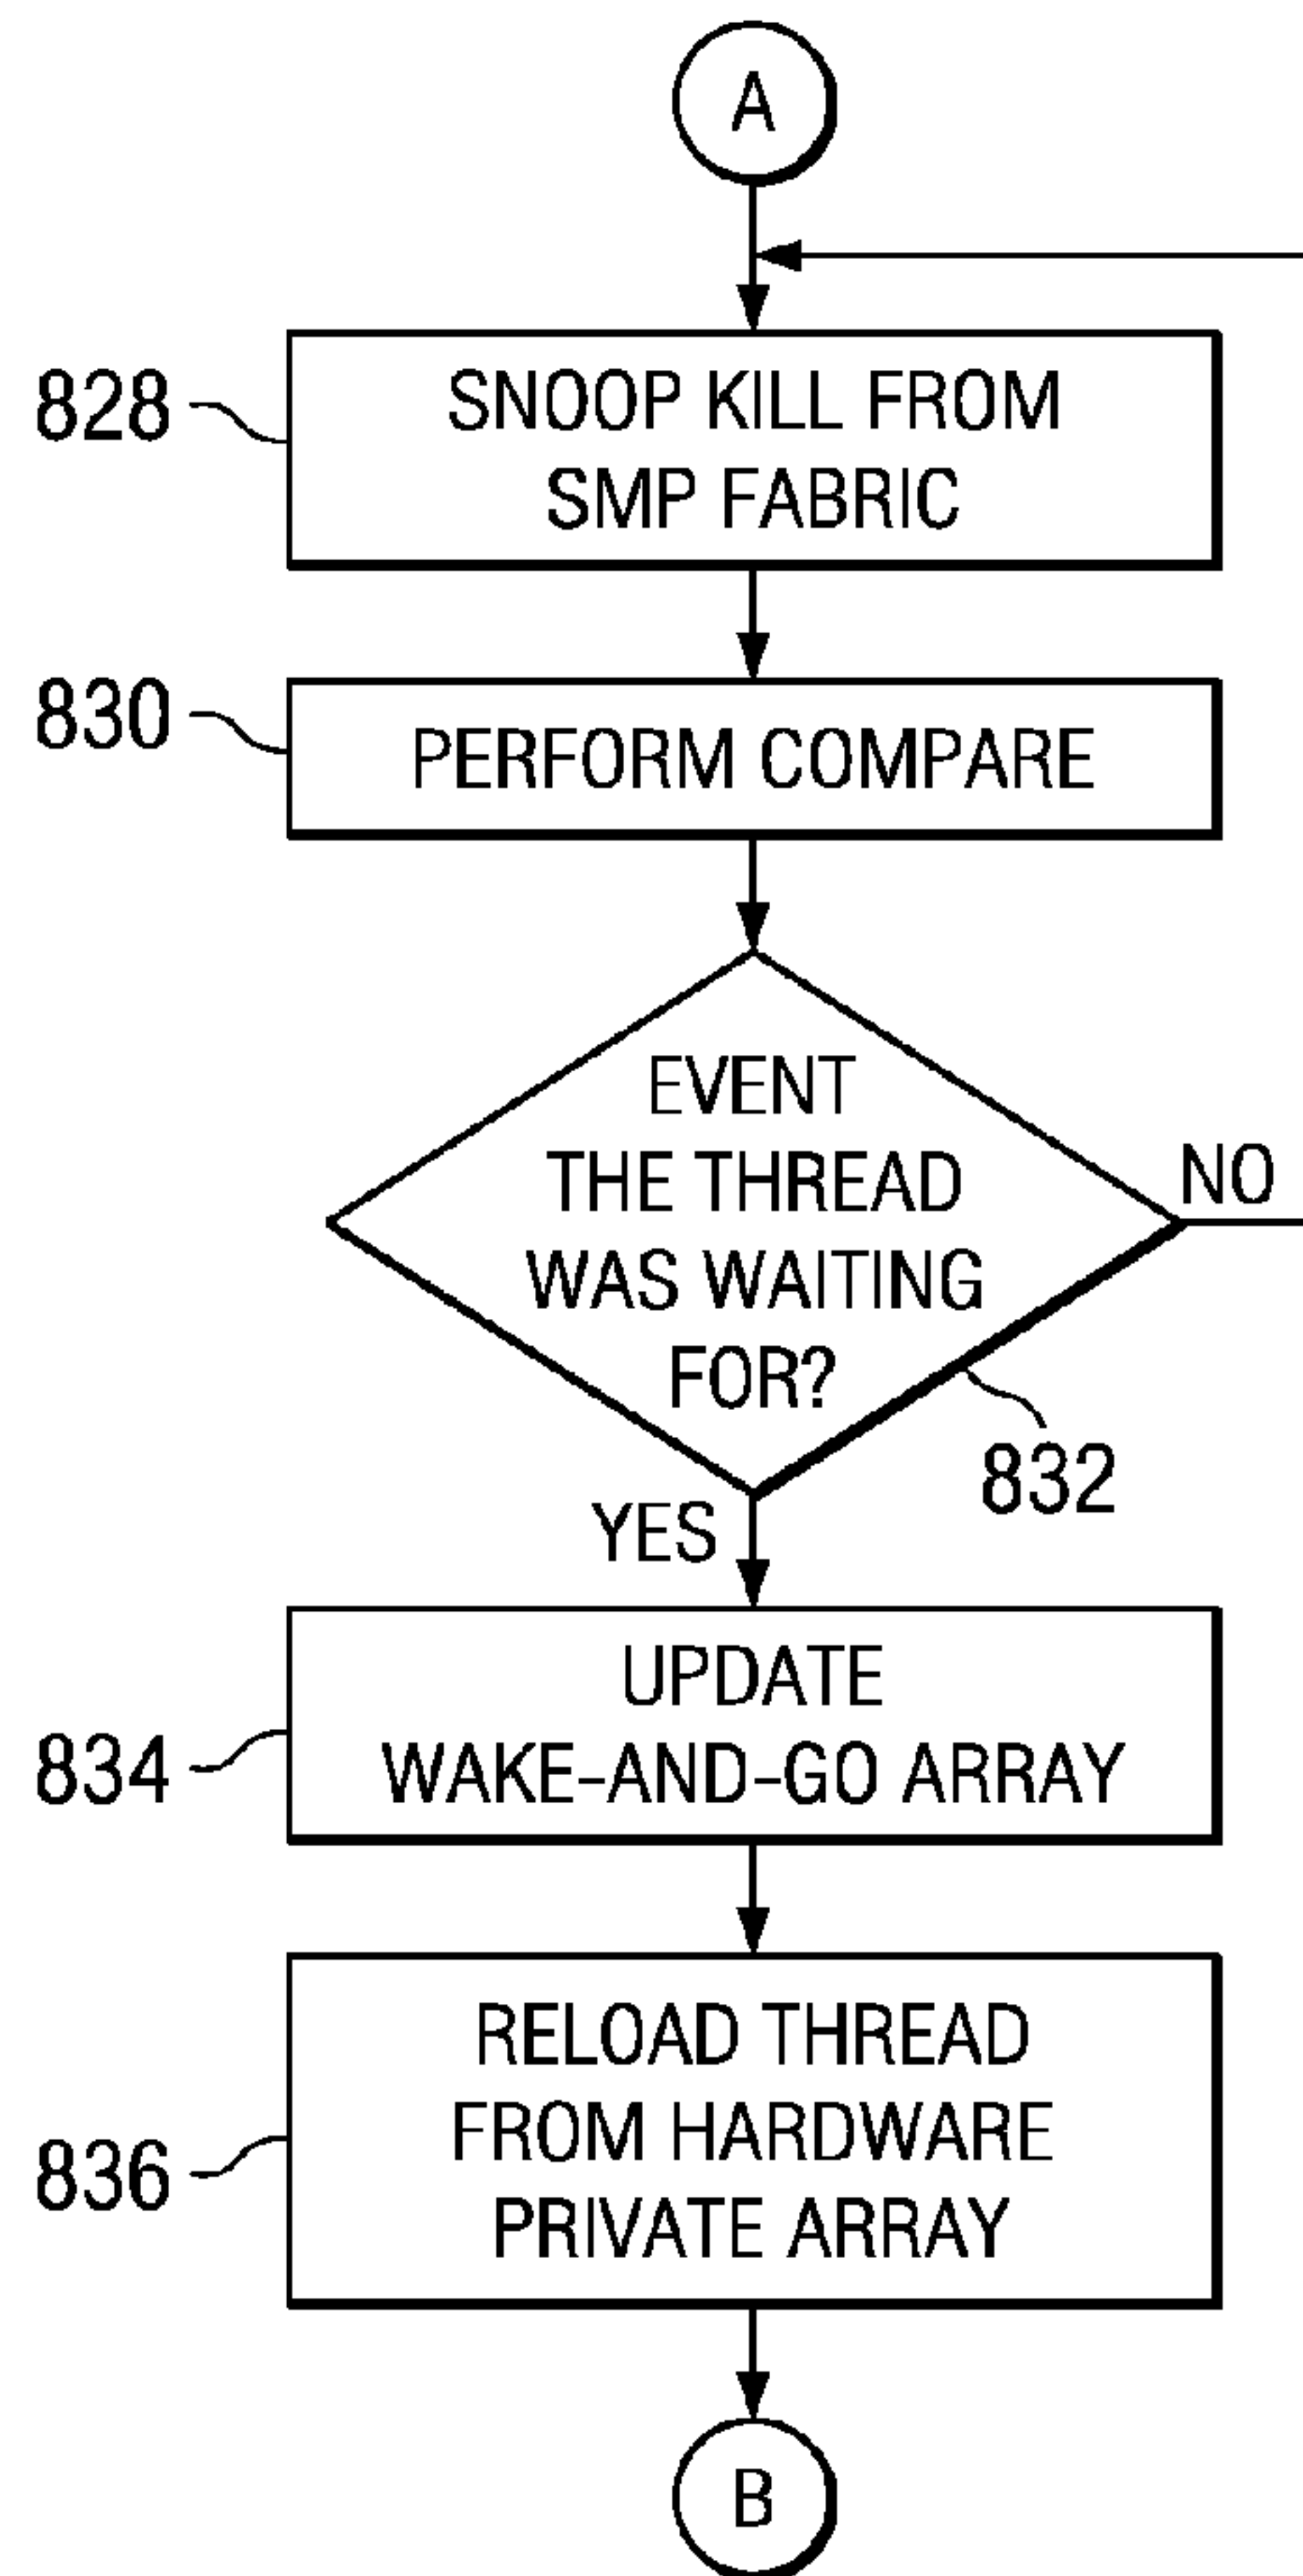 A
828
SNOOP KILL FROM
SMP FABRIC
830
PERFORM COMPARE
EVENT
THE THREAD
WAS WAITING
FOR?
NO
832
YES
834
UPDATE
WAKE-AND-GO ARRAY
836
RELOAD THREAD
FROM HARDWARE
PRIVATE ARRAY
B